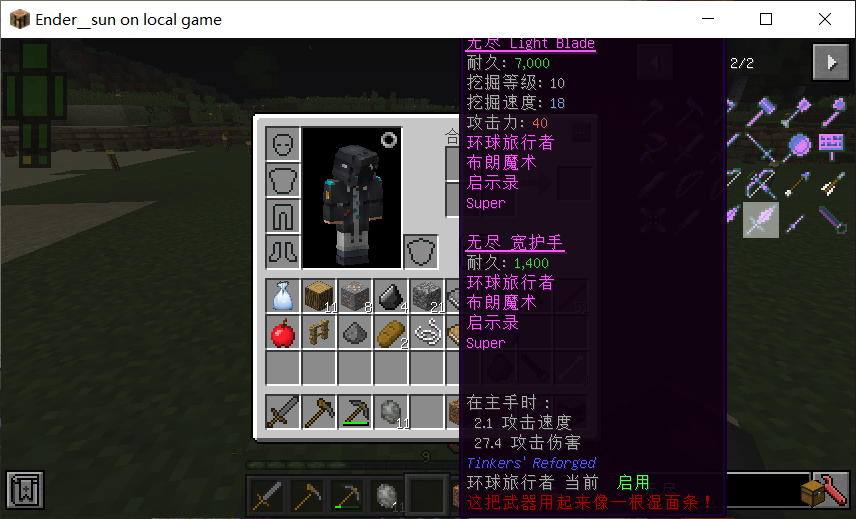 Ender__sun on local game
无尽 Light Blade
耐久: 7,000
挖掘等级: 10
挖掘速度: 18
攻击力: 40
环球旅行者
布朗魔术
启示录
Super
无尽 宽护手
耐久: 1,400
环球旅行者
布朗魔术
启示录
Super
在主手时：
2.1 攻击速度
27.4 攻击伤害
Tinkers' Reforged
环球旅行者 当前 启用
这把武器用起来像一根湿面条！
2/2
合
11
8
4
21
2
11
9
11